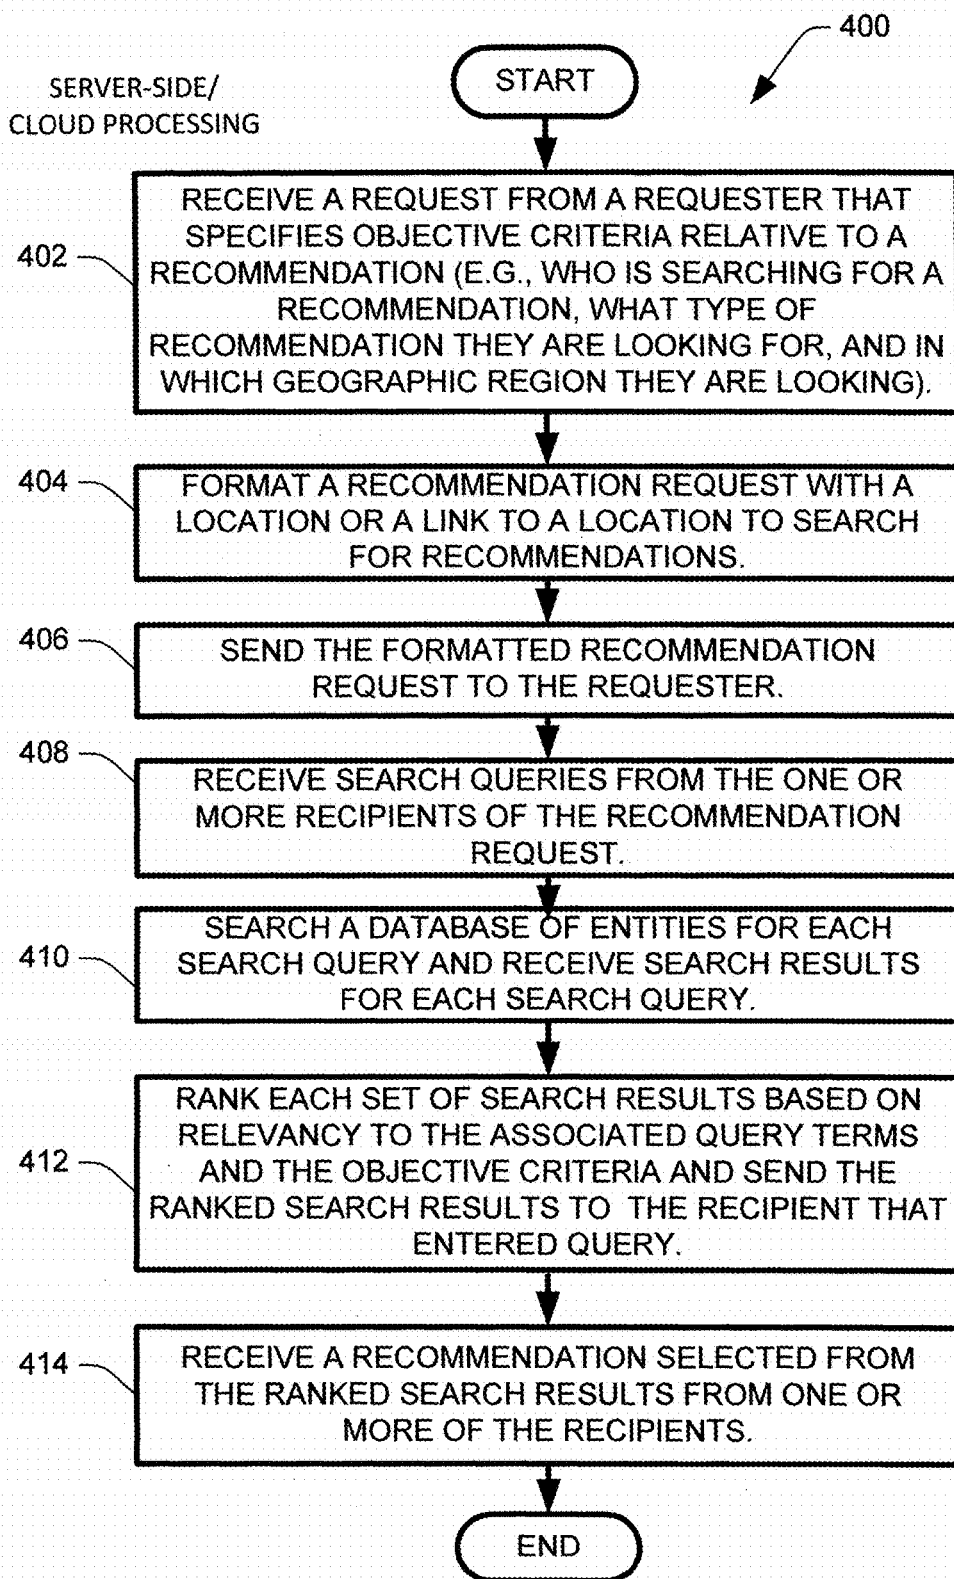 400
START
SERVER-SIDE/
CLOUD PROCESSING
402
RECEIVE A REQUEST FROM A REQUESTER THAT
SPECIFIES OBJECTIVE CRITERIA RELATIVE TO A
RECOMMENDATION (E.G., WHO IS SEARCHING FOR A
RECOMMENDATION, WHAT TYPE OF
RECOMMENDATION THEY ARE LOOKING FOR, AND IN
WHICH GEOGRAPHIC REGION THEY ARE LOOKING).
404
FORMAT A RECOMMENDATION REQUEST WITH A
LOCATION OR A LINK TO A LOCATION TO SEARCH
FOR RECOMMENDATIONS.
406
SEND THE FORMATTED RECOMMENDATION
REQUEST TO THE REQUESTER.
408
RECEIVE SEARCH QUERIES FROM THE ONE OR
MORE RECIPIENTS OF THE RECOMMENDATION
REQUEST.
410
SEARCH A DATABASE OF ENTITIES FOR EACH
SEARCH QUERY AND RECEIVE SEARCH RESULTS
FOR EACH SEARCH QUERY.
412
RANK EACH SET OF SEARCH RESULTS BASED ON
RELEVANCY TO THE ASSOCIATED QUERY TERMS
AND THE OBJECTIVE CRITERIA AND SEND THE
RANKED SEARCH RESULTS TO THE RECIPIENT THAT
ENTERED QUERY.
414
RECEIVE A RECOMMENDATION SELECTED FROM
THE RANKED SEARCH RESULTS FROM ONE OR
MORE OF THE RECIPIENTS.
END